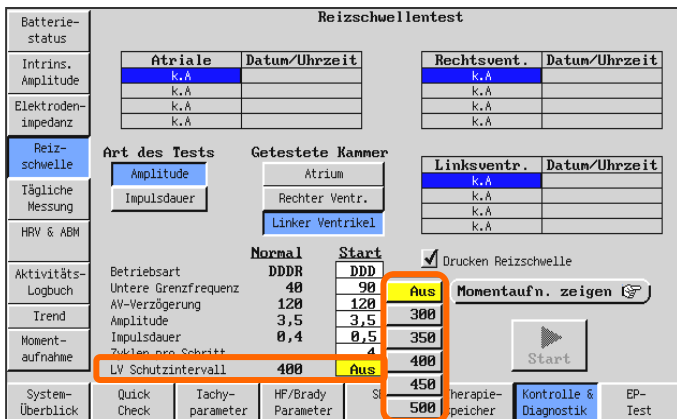 Reizschwellentest
Batterie-
status
Intrins.
Amplitude
Elektroden-
impedanz
Reiz-
schwelle
Tägliche
Messung
HRV & ABM
Aktivitäts-
Logbuch
Trend
Moment-
aufnahme
Atriale Datum/Uhrzeit
k.A
k.A
k.A
k.A
Rechtsvent. Datum/Uhrzeit
k.A
k.A
k.A
k.A
Art des Tests
Amplitude
Impulsdauer
Getestete Kammer
Atrium
Rechter Ventr.
Linker Ventrikel
Linksventr. Datum/Uhrzeit
k.A
k.A
k.A
k.A
Normal Start
Betriebsart DDDR DDD
Untere Grenzfrequenz 40 90
AV-Verzögerung 120 120
Amplitude 3,5 3,5
Impulsdauer 0,4 0,5
Zyklen pro Schritt 4
LV Schutzintervall 400 Aus
Aus
300
350
400
450
500
Drucken Reizschwelle
Momentaufn. zeigen
Start
System-
Überblick
Quick
Check
Tachy-
parameter
HF/Brady
Parameter
Kontrolle &
Diagnostik
EP-
Test